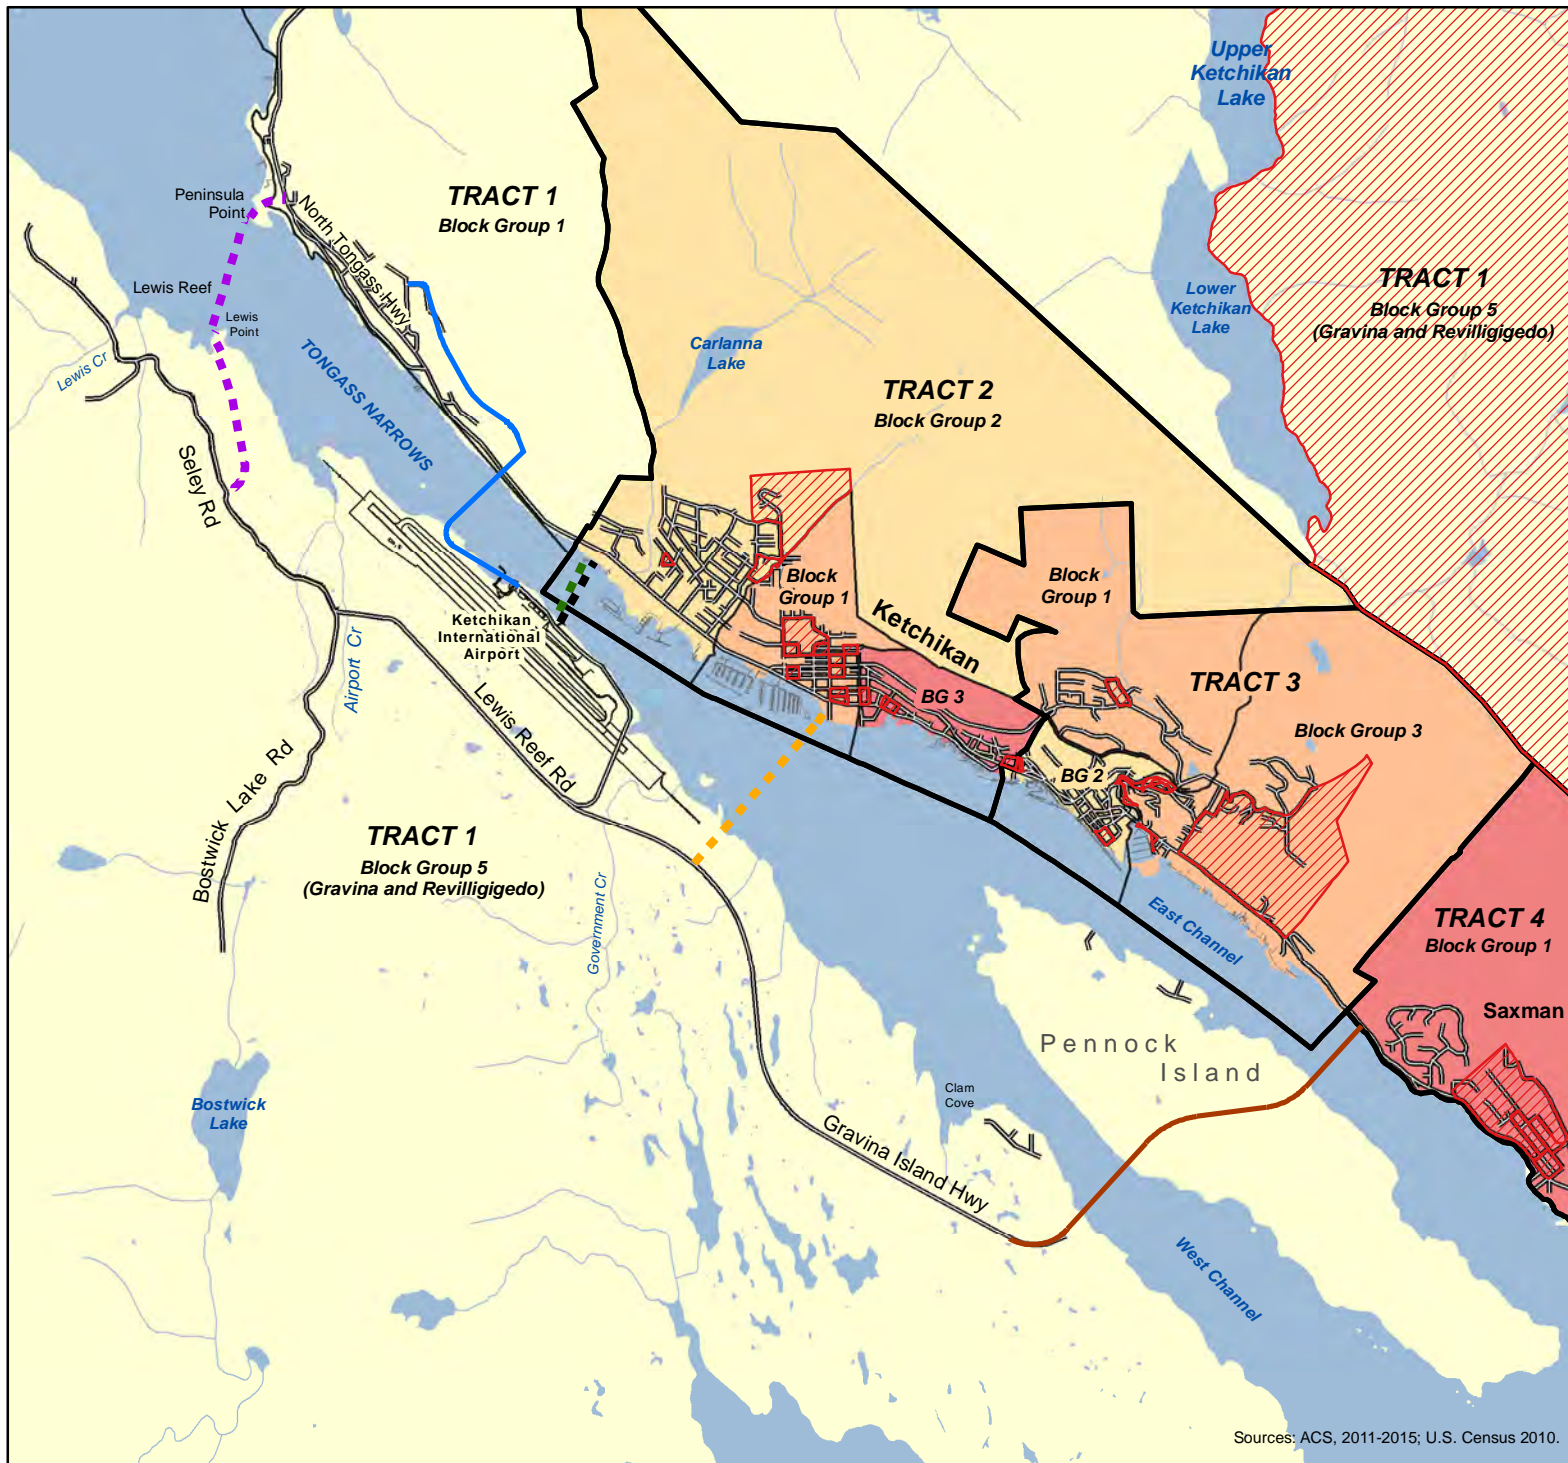 Upper
Ketchikan
Lake
TRACT 1
Block Group 1
Peninsula
Point
North Tongass Hwy
TRACT 1
Block Group 5
(Gravina and Revilligigedo)
Lewis Reef
Lewis
Point
Lower
Ketchikan
Lake
Carlanna
Lake
Lewis Cr
TONGASS NARROWS
TRACT 2
Block Group 2
Seley Rd
Block
Group 1
Block
Group 1
Ketchikan
Ketchikan
International
Airport
Airport Cr
Lewis Reef Rd
BG 3
TRACT 3
Block Group 3
BG 2
Bostwick Lake Rd
TRACT 1
Block Group 5
(Gravina and Revilligigedo)
Government Cr
East Channel
TRACT 4
Block Group 1
Saxman
Pennock
Island
Clam
Cove
Bostwick
Lake
Gravina Island Hwy
West Channel
Sources: ACS, 2011-2015; U.S. Census 2010.